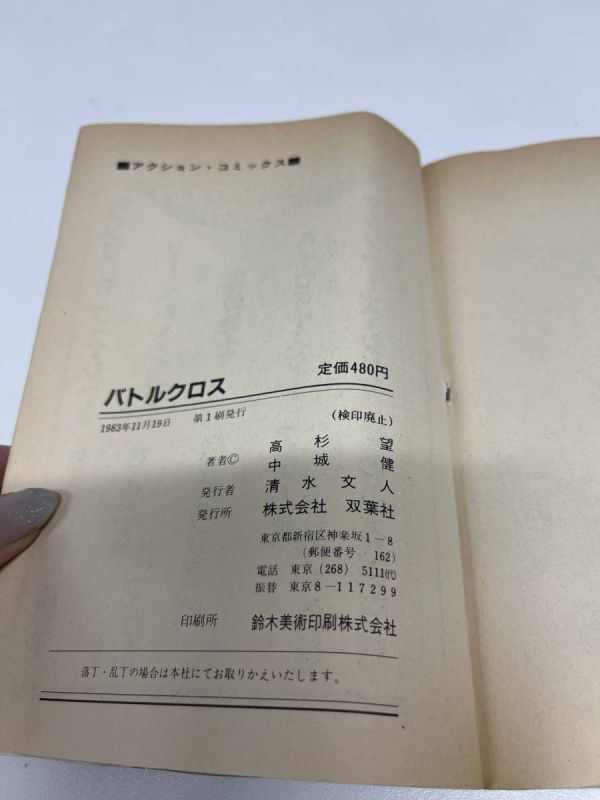 ■アクション・コミックス■
定価480円
バトルクロス
1983年11月19日 第1刷発行 (検印廃止)
著者© 高杉 望
中城 健
発行者 清水文人
発行所 株式会社 双葉社
東京都新宿区神楽坂1−8
(郵便番号・162)
電話 東京(268)5111㈹
振替 東京8−117299
印刷所 鈴木美術印刷株式会社
落丁・乱丁の場合は本社にてお取りかえいたします。